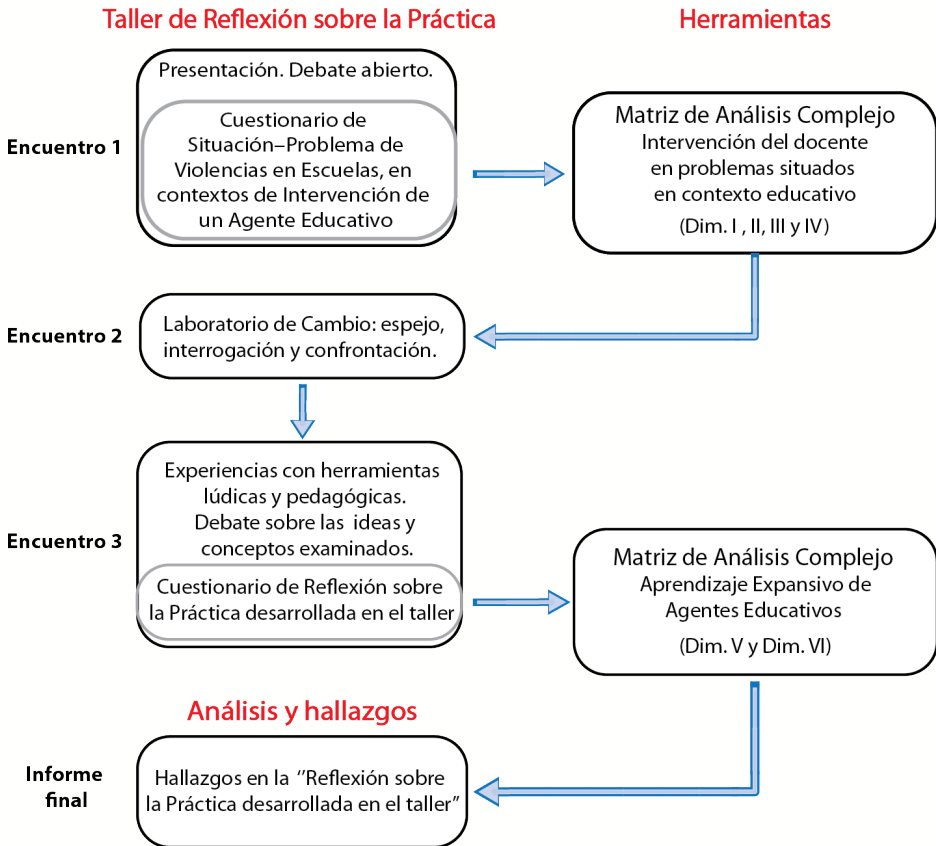 Taller de Reflexión sobre la Práctica
Herramientas
Encuentro 1
Presentación. Debate abierto.
Cuestionario de
Situación–Problema de
Violencias en Escuelas, en
contextos de Intervención de
un Agente Educativo
Matriz de Análisis Complejo
Intervención del docente
en problemas situados
en contexto educativo
(Dim. I , II, III y IV)
Encuentro 2
Laboratorio de Cambio: espejo,
interrogación y confrontación.
Encuentro 3
Experiencias con herramientas
lúdicas y pedagógicas.
Debate sobre las ideas y
conceptos examinados.
Cuestionario de Reflexión sobre
la Práctica desarrollada en el taller
Matriz de Análisis Complejo
Aprendizaje Expansivo de
Agentes Educativos
(Dim. V y Dim. VI)
Análisis y hallazgos
Informe
final
Hallazgos en la “Reflexión sobre
la Práctica desarrollada en el taller”